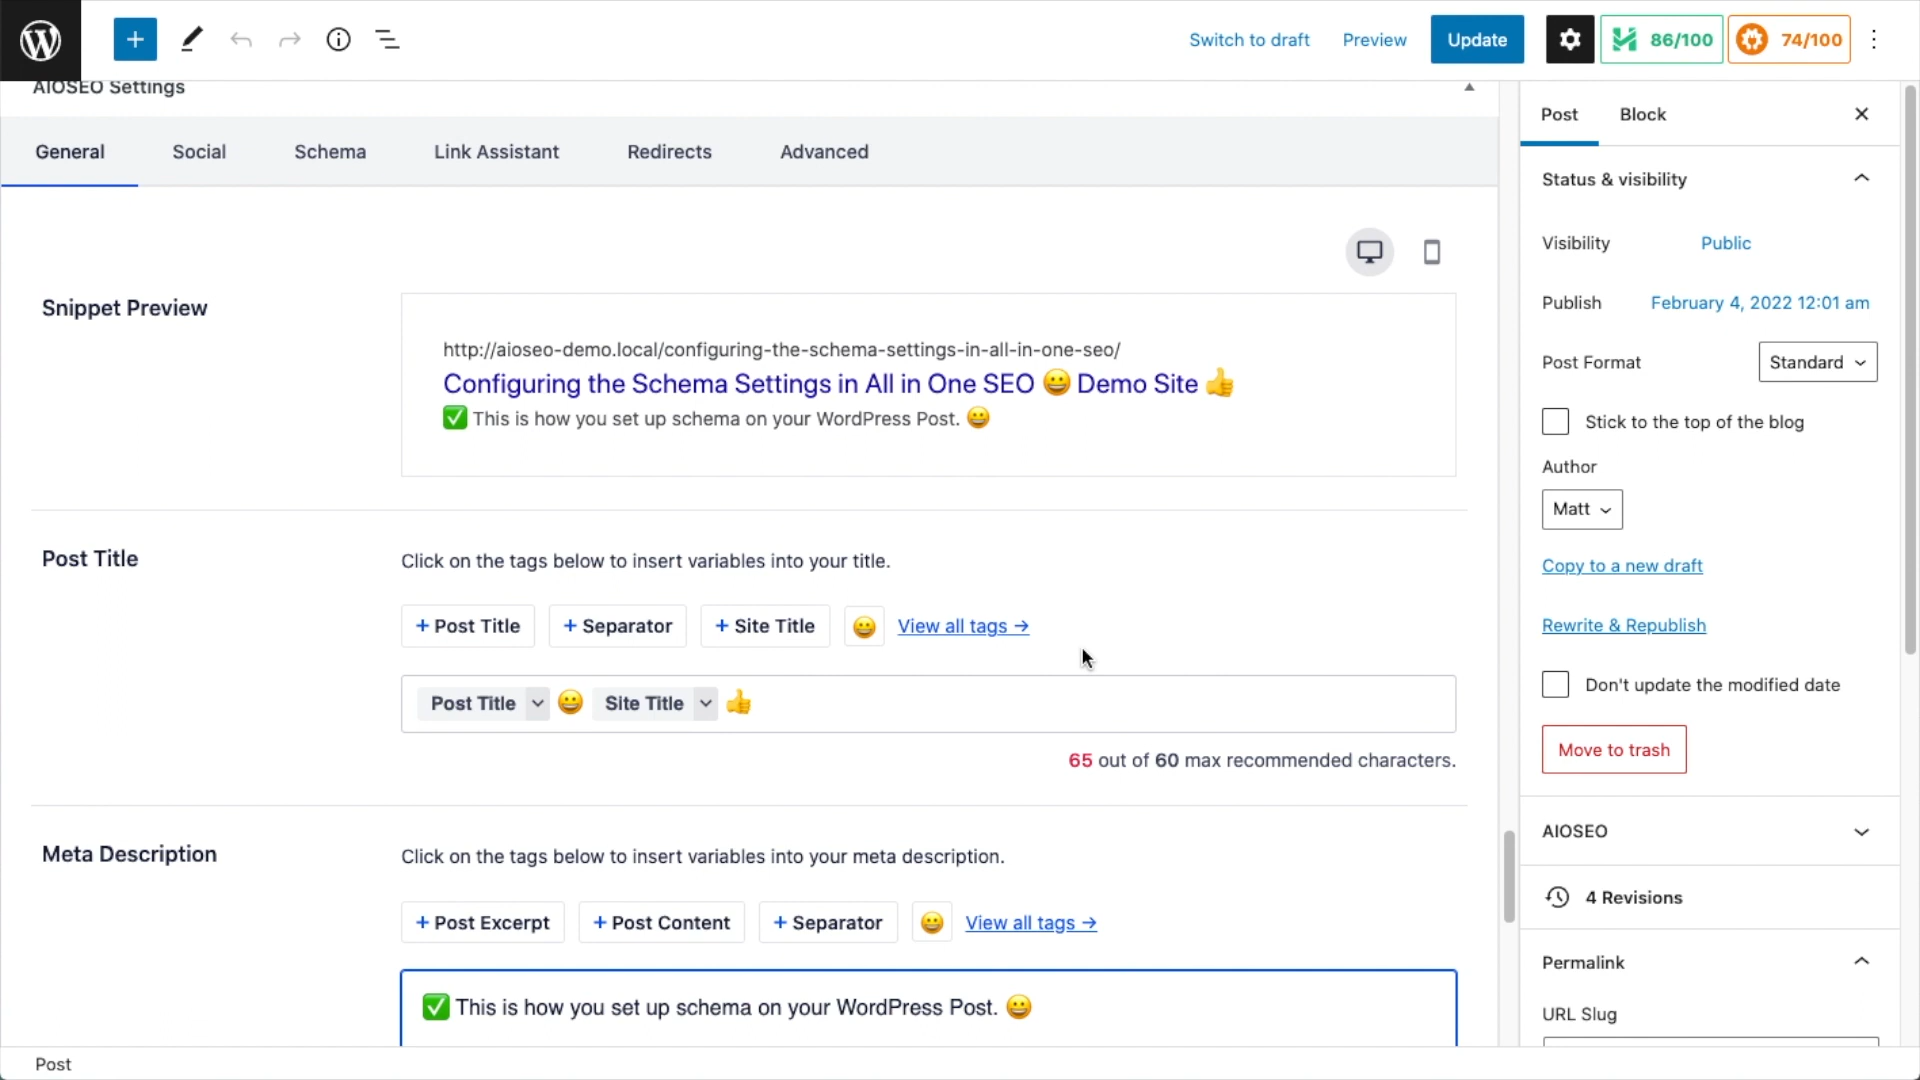 Switch to draft
Preview
Update
86/100
74/100
AIOSEO Settings
General
Social
Schema
Link Assistant
Redirects
Advanced
Snippet Preview
http://aioseo-demo.local/configuring-the-schema-settings-in-all-in-one-seo/
Configuring the Schema Settings in All in One SEO 😀 Demo Site 👍
✅ This is how you set up schema on your WordPress Post. 😀
Post Title
Click on the tags below to insert variables into your title.
+ Post Title
+ Separator
+ Site Title
😀
View all tags →
Post Title 😀 Site Title 👍
65 out of 60 max recommended characters.
Meta Description
Click on the tags below to insert variables into your meta description.
+ Post Excerpt
+ Post Content
+ Separator
😀
View all tags →
✅ This is how you set up schema on your WordPress Post. 😀
Post
Post
Block
Status & visibility
Visibility
Public
Publish
February 4, 2022 12:01 am
Post Format
Standard
Stick to the top of the blog
Author
Matt
Copy to a new draft
Rewrite & Republish
Don't update the modified date
Move to trash
AIOSEO
4 Revisions
Permalink
URL Slug